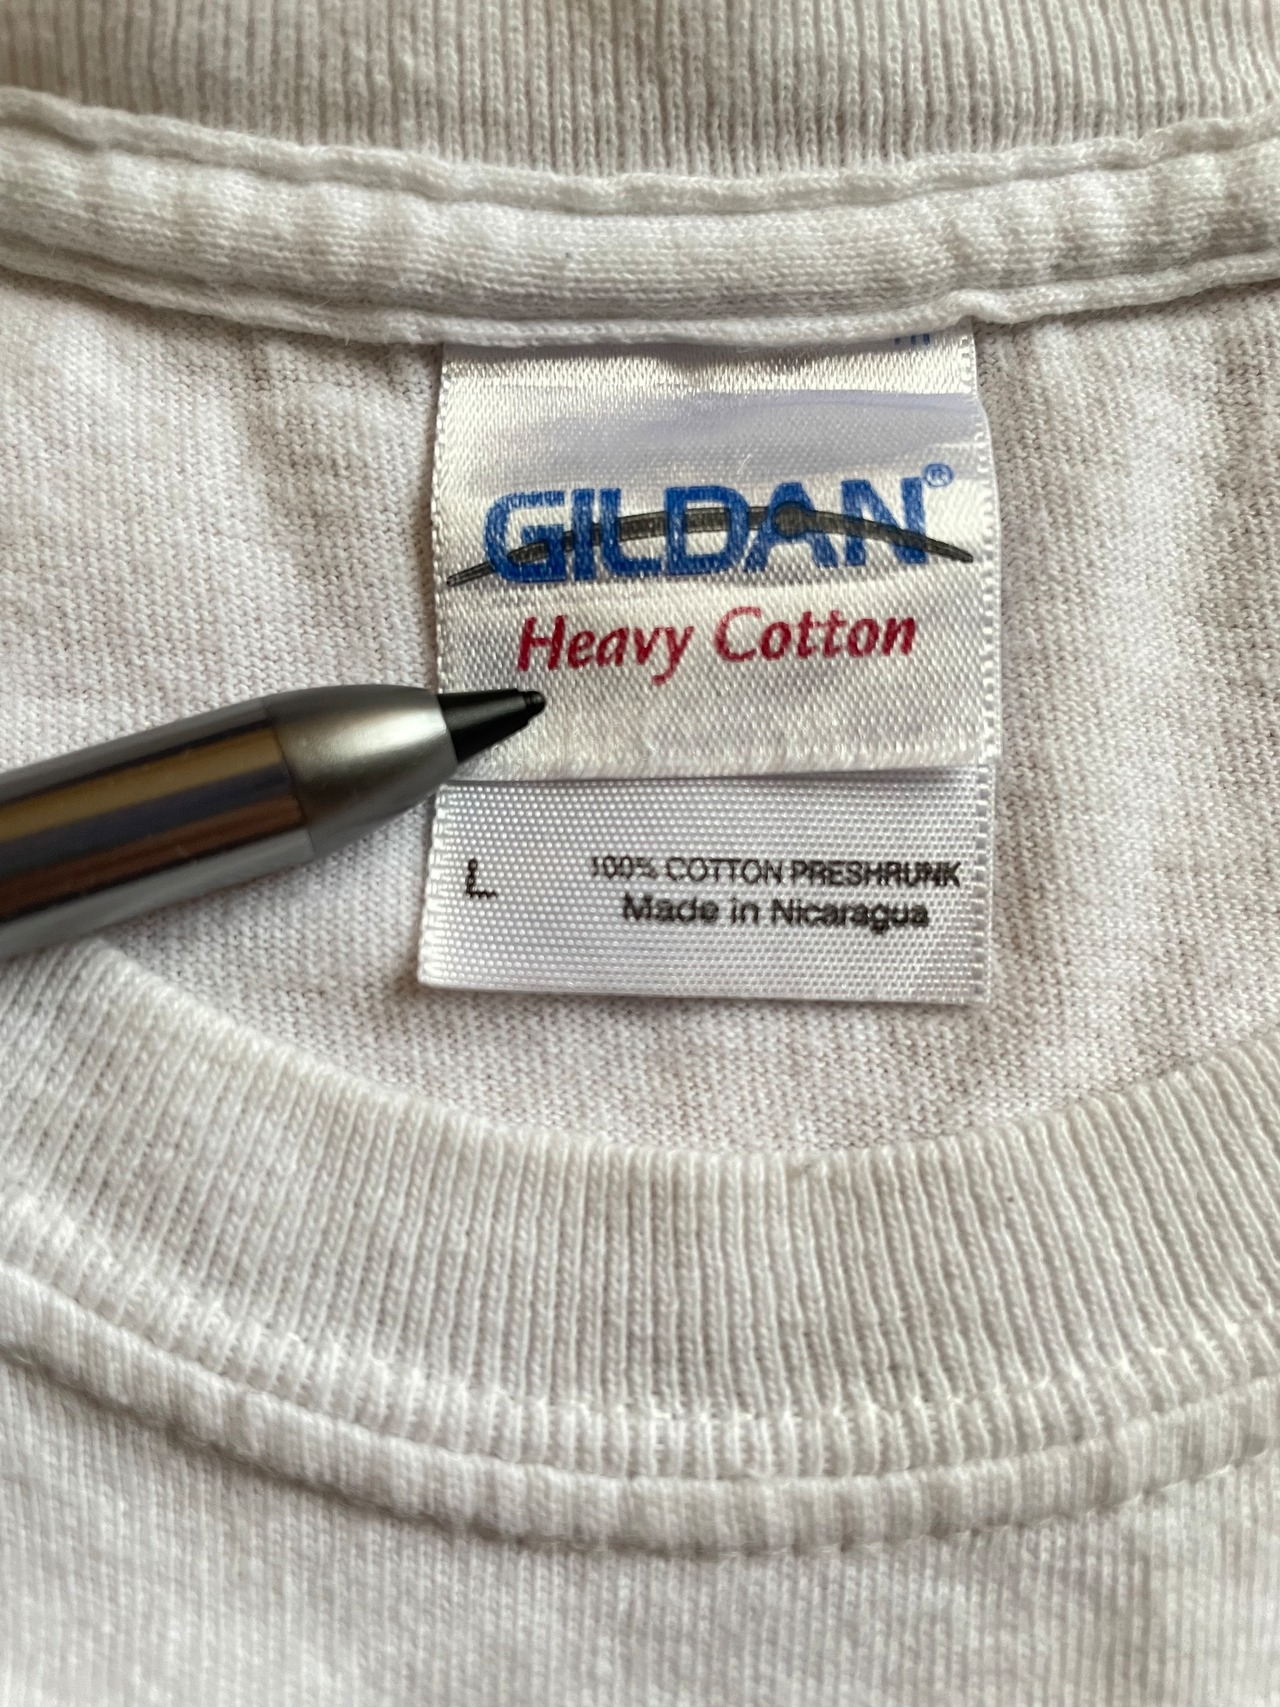 GILDAN®
Heavy Cotton
L
100% COTTON PRESHRUNK
Made in Nicaragua